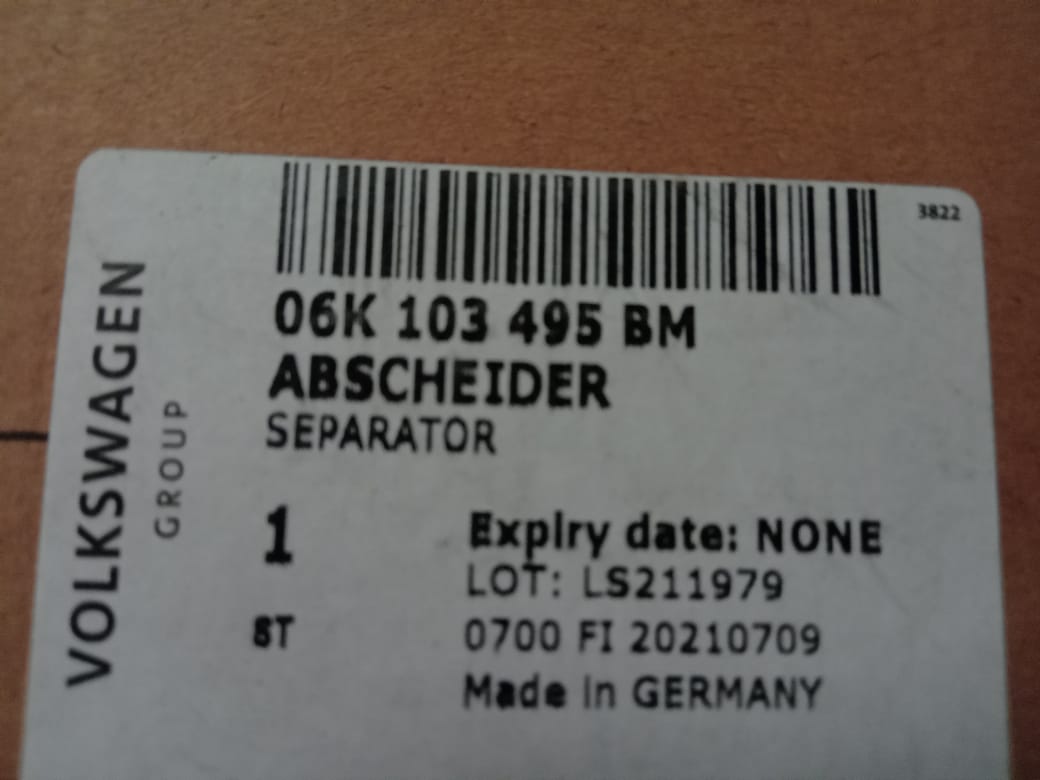 3822
06K 103 495 BM
ABSCHEIDER
SEPARATOR
1
Expiry date: NONE
LOT: LS211979
ST
0700 FI 20210709
Made in GERMANY
VOLKSWAGEN
GROUP